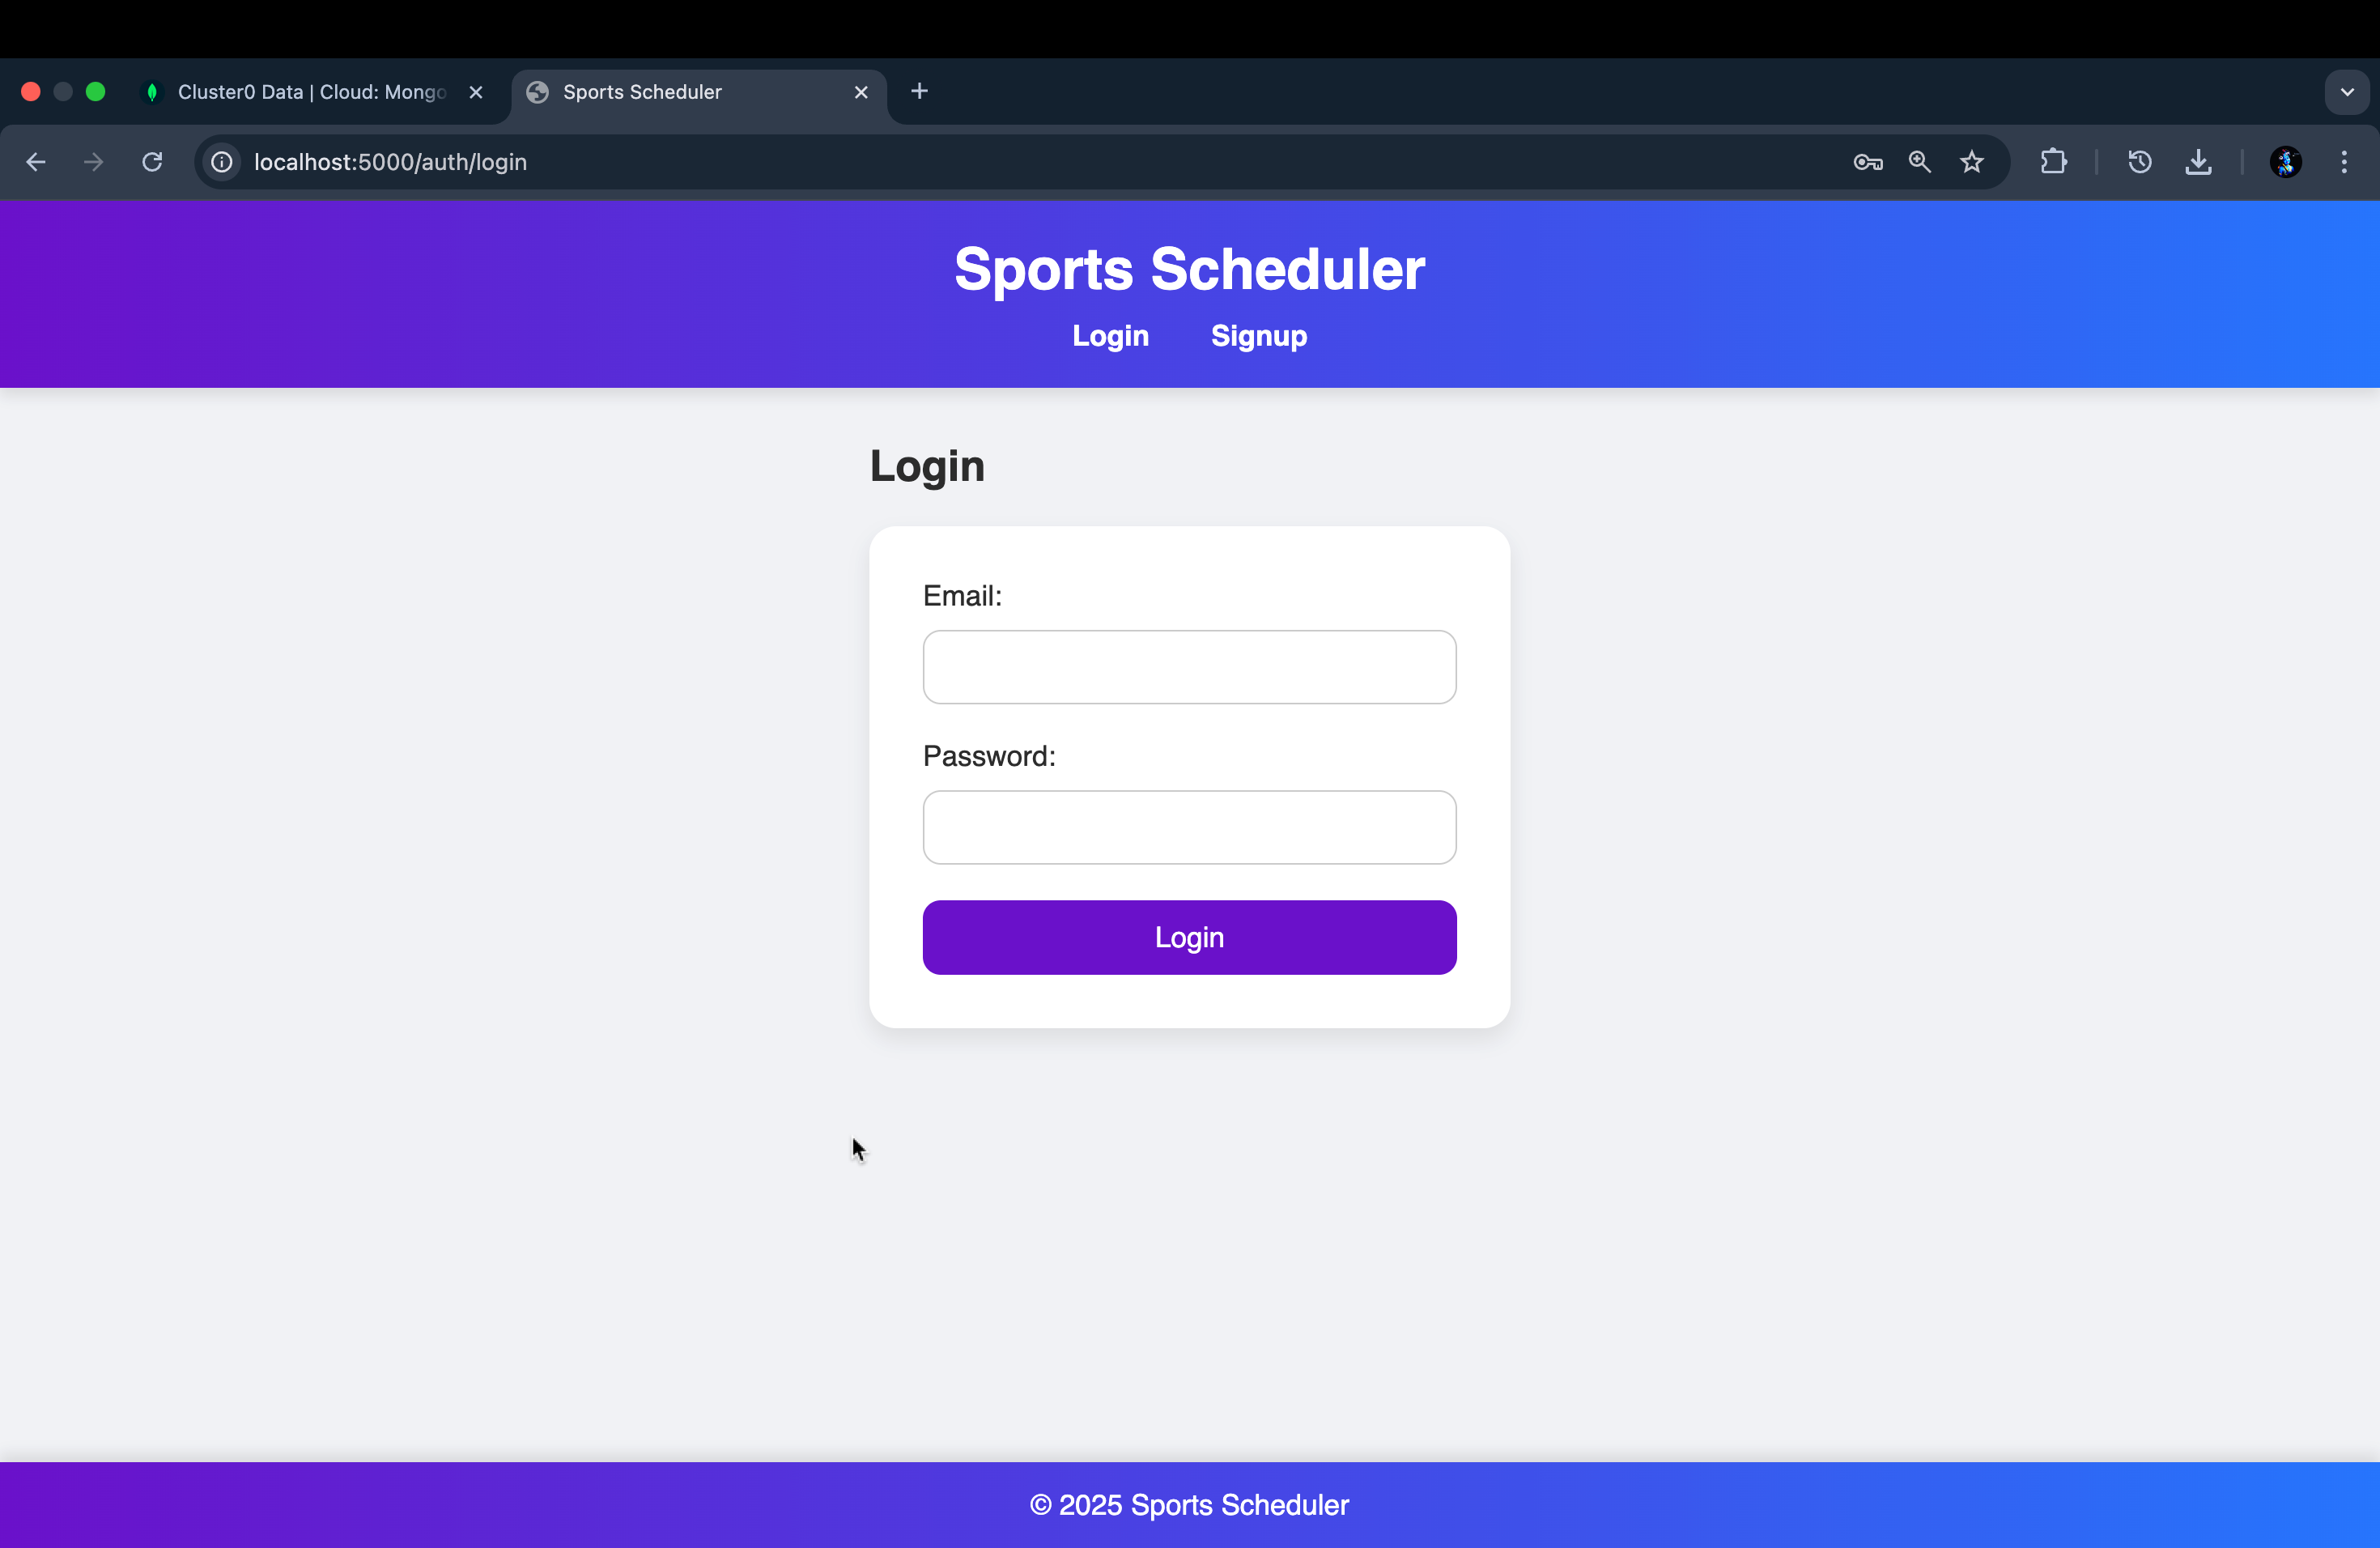 Cluster0 Data | Cloud: Mongo
Sports Scheduler
localhost:5000/auth/login
Sports Scheduler
Login Signup
Login
Email:
Password:
Login
© 2025 Sports Scheduler